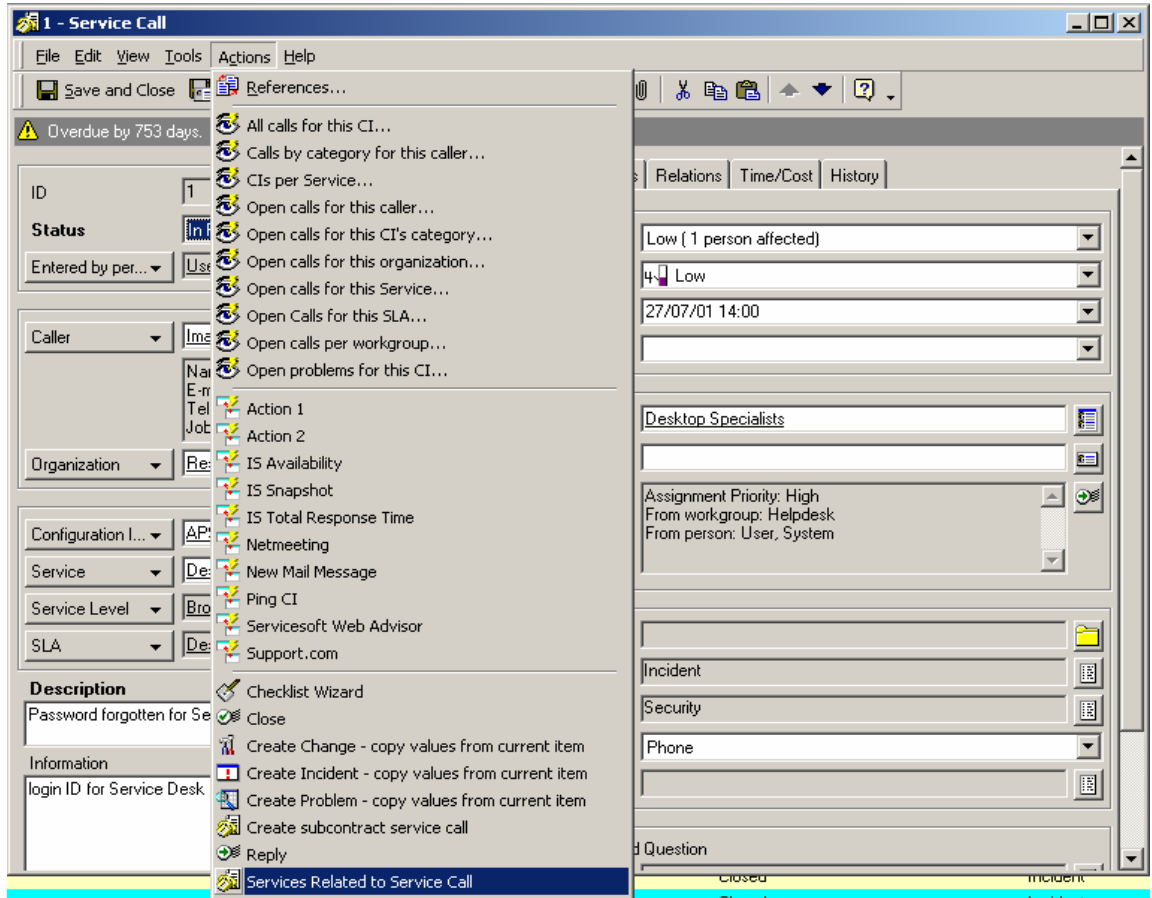 1 - Service Call
File Edit View Tools Actions Help
Save and Close
Overdue by 753 days.
References...
All calls for this CI...
Calls by category for this caller...
CIs per Service...
Open calls for this caller...
Open calls for this CI's category...
Open calls for this organization...
Open calls for this Service...
Open Calls for this SLA...
Open calls per workgroup...
Open problems for this CI...
Action 1
Action 2
IS Availability
IS Snapshot
IS Total Response Time
Netmeeting
New Mail Message
Ping CI
Servicesoft Web Advisor
Support.com
Checklist Wizard
Close
Create Change - copy values from current item
Create Incident - copy values from current item
Create Problem - copy values from current item
Create subcontract service call
Reply
Services Related to Service Call
ID 1
Status
Entered by per...
Caller
Organization
Configuration I...
Service
Service Level
SLA
Description
Password forgotten for
Information
login ID for Service Desk
Relations Time/Cost History
Low ( 1 person affected)
4 Low
27/07/01 14:00
Desktop Specialists
Assignment Priority: High
From workgroup: Helpdesk
From person: User, System
Incident
Security
Phone
Question